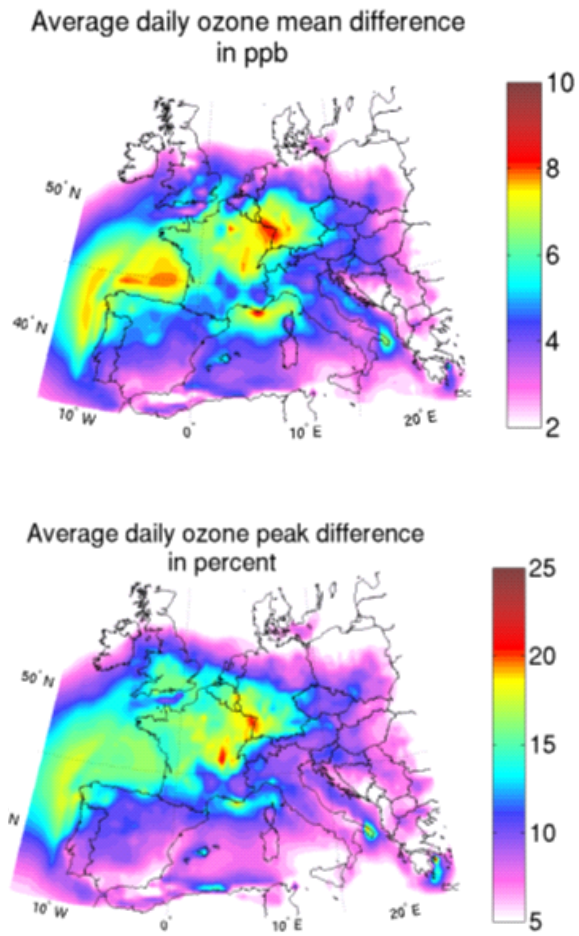 Average daily ozone mean difference
in ppb
10
8
6
4
2
50° N
40° N
10° W
0°
10° E
20° E
Average daily ozone peak difference
in percent
25
20
15
10
5
50° N
N
10° W
0°
10° E
20° E